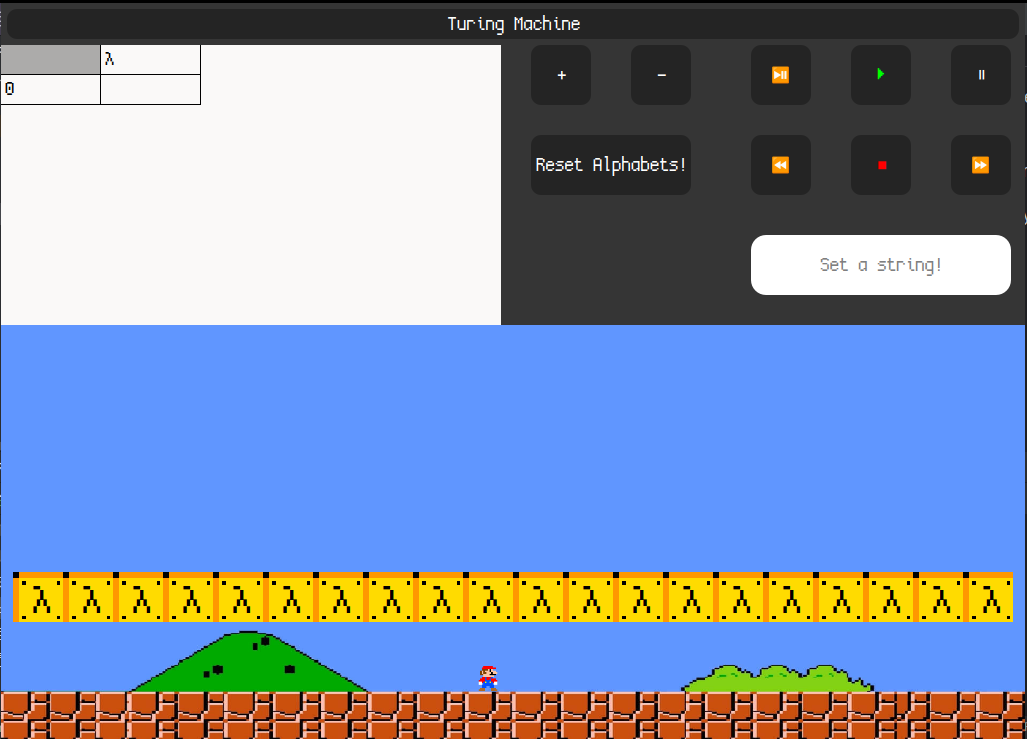 Turing Machine
λ
0
+ - ⏯ ▶ ⏸
Reset Alphabets! ⏪ ⏹ ⏩
Set a string!
λ λ λ λ λ λ λ λ λ λ λ λ λ λ λ λ λ λ λ λ